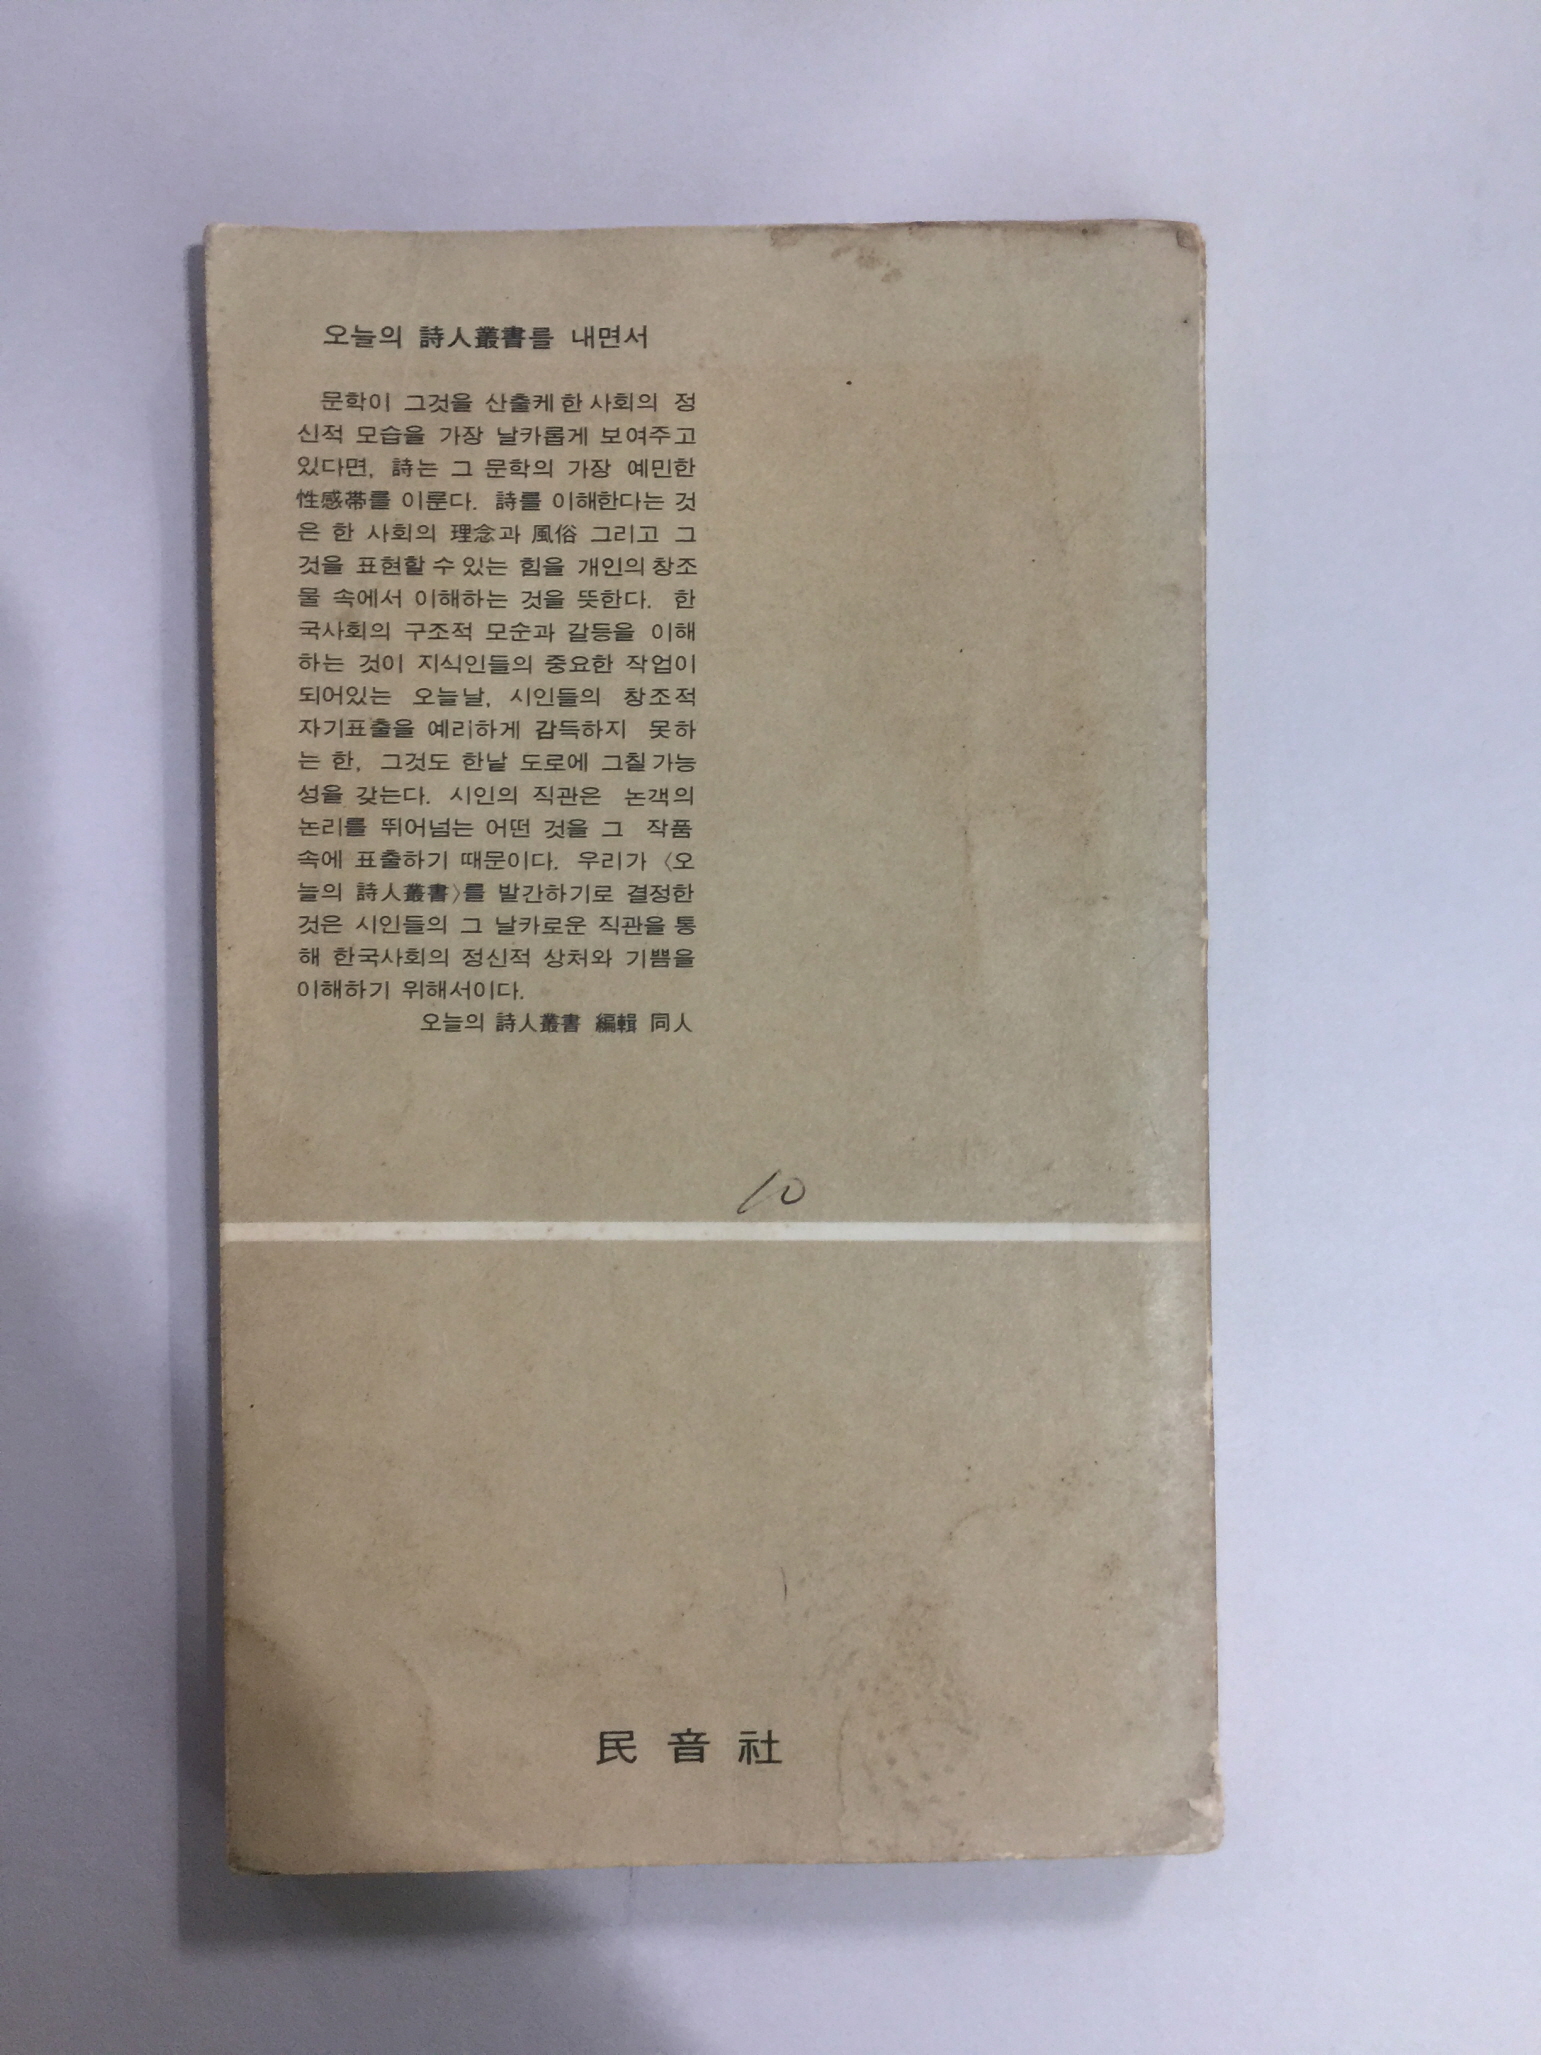 오늘의 詩人叢書를 내면서
문학이 그것을 산출케 한 사회의 정
신적 모습을 가장 날카롭게 보여주고
있다면, 詩는 그 문학의 가장 예민한
性感帯를 이룬다. 詩를 이해한다는 것
은 한 사회의 理念과 風俗 그리고 그
것을 표현할 수 있는 힘을 개인의 창조
물 속에서 이해하는 것을 뜻한다. 한
국사회의 구조적 모순과 갈등을 이해
하는 것이 지식인들의 중요한 작업이
되어있는 오늘날, 시인들의 창조적
자기표출을 예리하게 감득하지 못하
는 한, 그것도 한낱 도로에 그칠 가능
성을 갖는다. 시인의 직관은 논객의
논리를 뛰어넘는 어떤 것을 그 작품
속에 표출하기 때문이다. 우리가 〈오
늘의 詩人叢書〉를 발간하기로 결정한
것은 시인들의 그 날카로운 직관을 통
해 한국사회의 정신적 상처와 기쁨을
이해하기 위해서이다.
오늘의 詩人叢書 編輯 同人
10
民音社